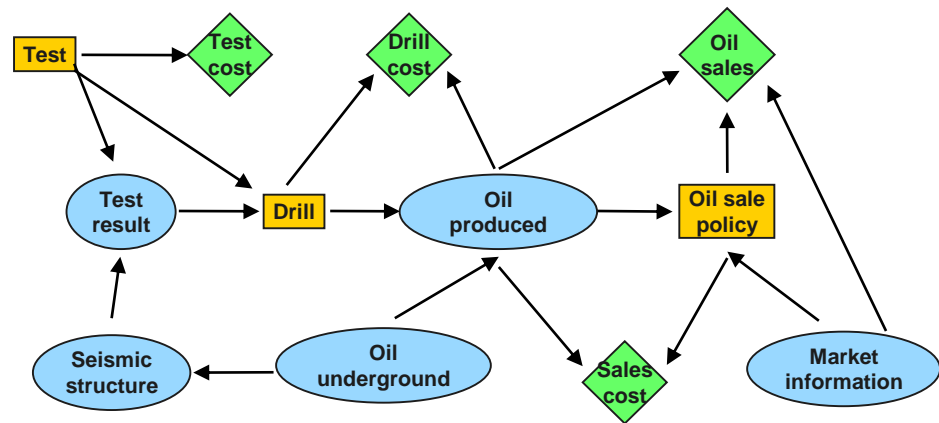 Test
Test
cost
Drill
cost
Oil
sales
Test
result
Drill
Oil
produced
Oil sale
policy
Seismic
structure
Oil
underground
Sales
cost
Market
information